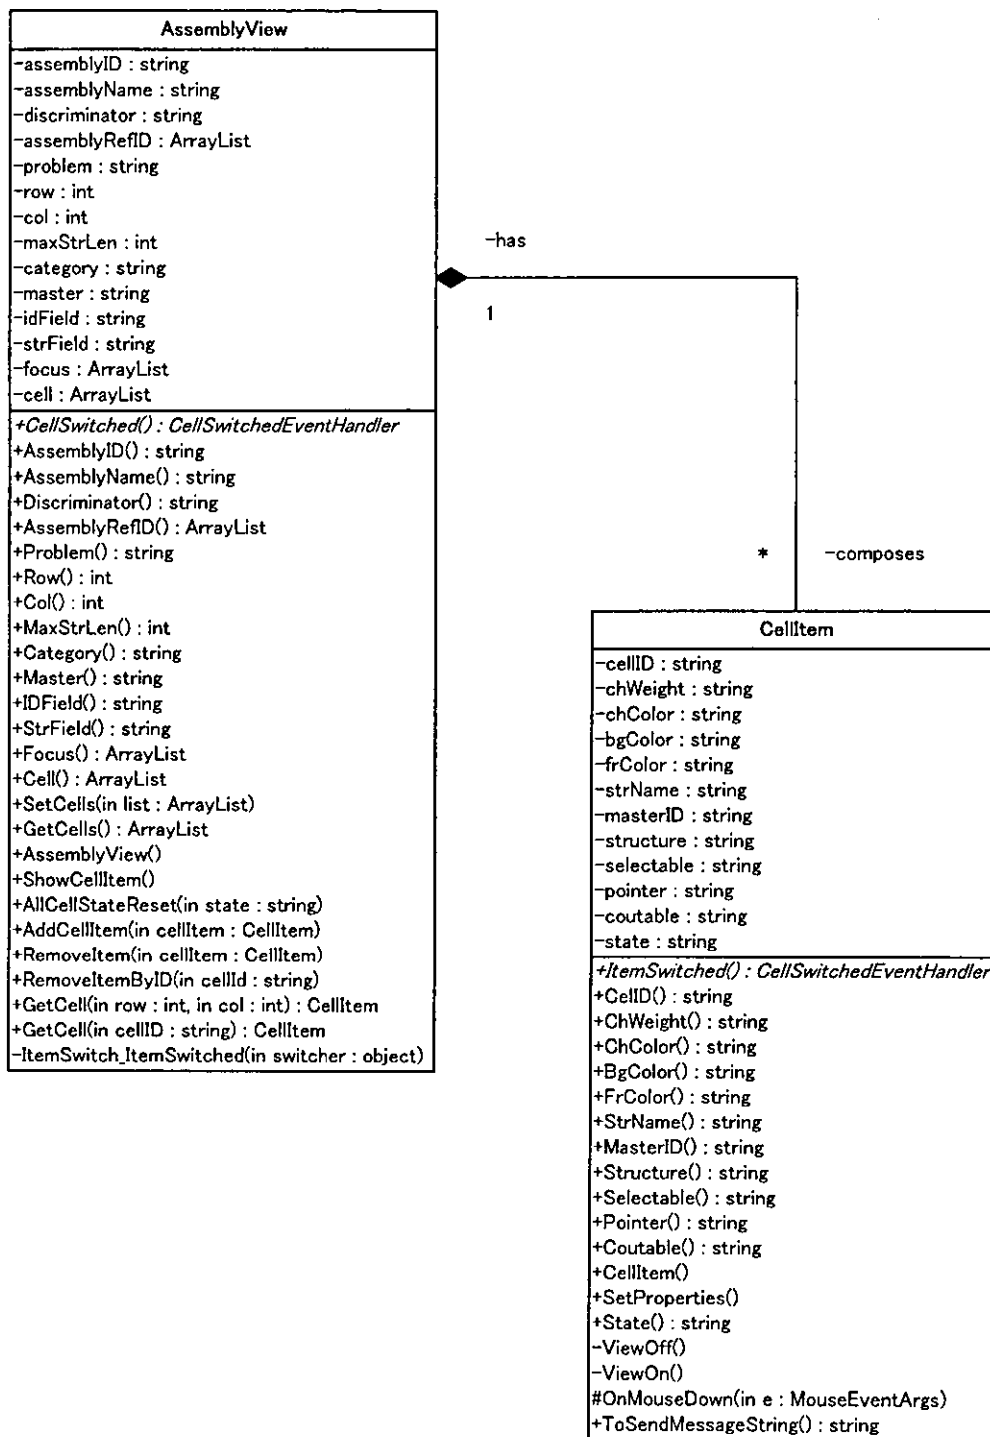 AssemblyView
-assemblyID : string
-assemblyName : string
-discriminator : string
-assemblyRefID : ArrayList
-problem : string
-row : int
-col : int
-maxStrLen : int
-category : string
-master : string
-idField : string
-strField : string
-focus : ArrayList
-cell : ArrayList
+CellSwitched() : CellSwitchedEventHandler
+AssemblyID() : string
+AssemblyName() : string
+Discriminator() : string
+AssemblyRefID() : ArrayList
+Problem() : string
+Row() : int
+Col() : int
+MaxStrLen() : int
+Category() : string
+Master() : string
+IDField() : string
+StrField() : string
+Focus() : ArrayList
+Cell() : ArrayList
+SetCells(in list : ArrayList)
+GetCells() : ArrayList
+AssemblyView()
+ShowCellItem()
+AllCellStateReset(in state : string)
+AddCellItem(in cellItem : CellItem)
+RemoveItem(in cellItem : CellItem)
+RemoveItemByID(in cellId : string)
+GetCell(in row : int, in col : int) : CellItem
+GetCell(in cellID : string) : CellItem
-ItemSwitch_ItemSwitched(in switcher : object)
-has
1
* -composes
CellItem
-cellID : string
-chWeight : string
-chColor : string
-bgColor : string
-frColor : string
-strName : string
-masterID : string
-structure : string
-selectable : string
-pointer : string
-coutable : string
-state : string
+ItemSwitched() : CellSwitchedEventHandler
+CellID() : string
+ChWeight() : string
+ChColor() : string
+BgColor() : string
+FrColor() : string
+StrName() : string
+MasterID() : string
+Structure() : string
+Selectable() : string
+Pointer() : string
+Coutable() : string
+CellItem()
+SetProperties()
+State() : string
-ViewOff()
-ViewOn()
#OnMouseDown(in e : MouseEventArgs)
+ToSendMessageString() : string